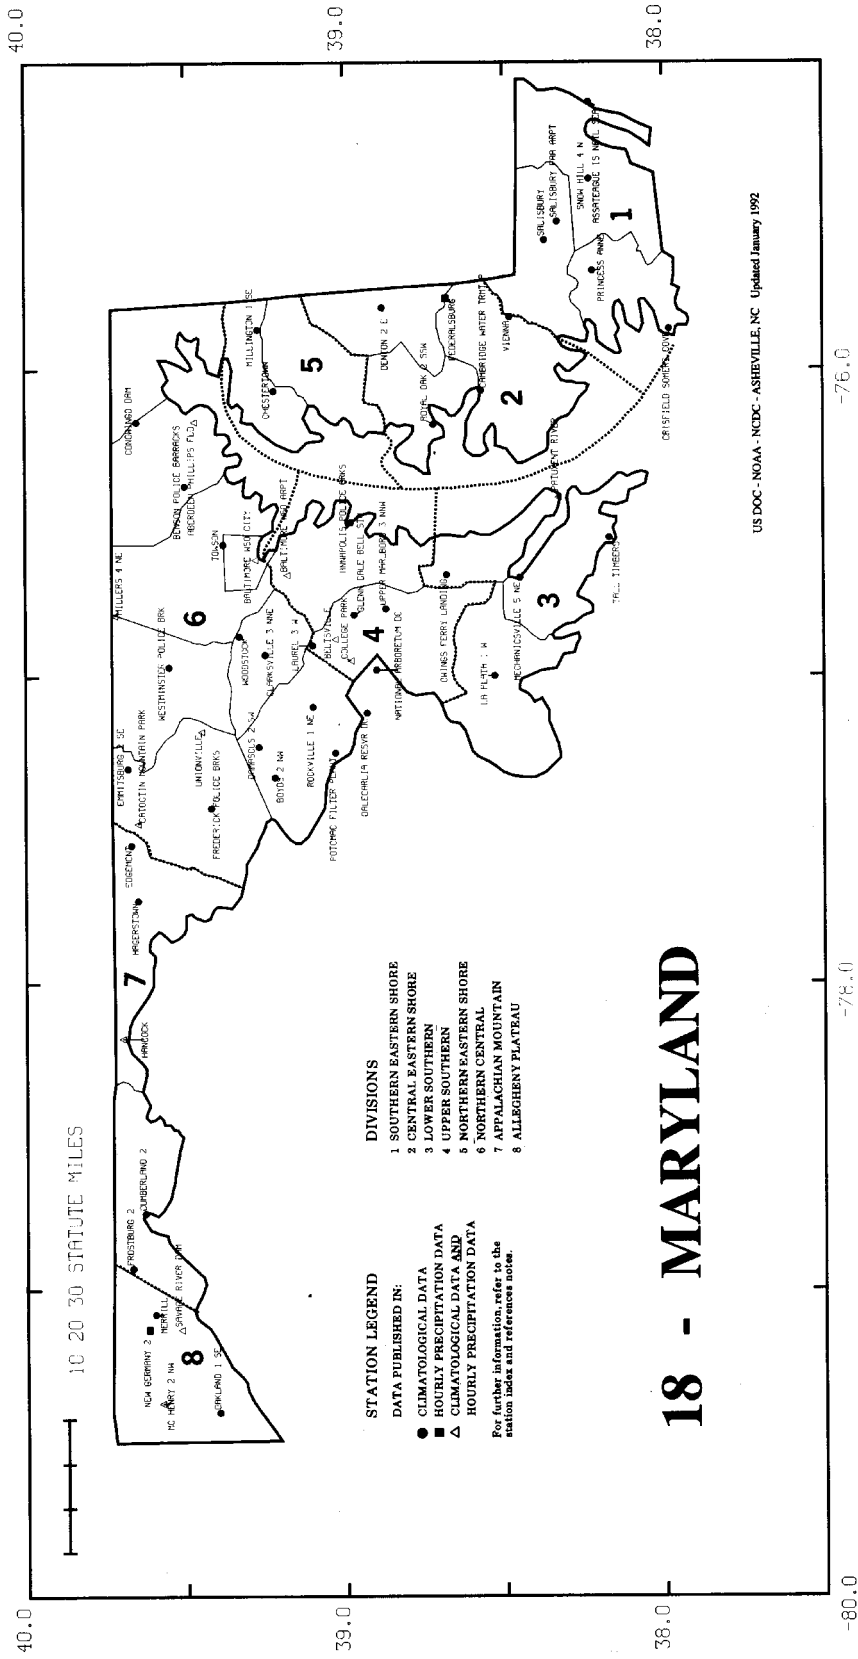 40.0
39.0
38.0
40.0
39.0
38.0
-76.0
-78.0
-80.0
10 20 30 STATUTE MILES
NEW GERMANY 2
MERRILL
SAVAGE RIVER DAM
MC HENRY 2 NW
OAKLAND 1 SE
8
FROSTBURG 2
CUMBERLAND 2
HANCOCK
7
HAGERSTOWN
EDGEMONT
EMMITSBURG 2 SE
CATOCTIN MOUNTAIN PARK
UNIONVILLE
FREDERICK POLICE BRKS
WESTMINSTER POLICE BRK
MILLERS 4 NE
6
DAMASCUS 2 SW
BOYDS 2 NW
ROCKVILLE 1 NE
POTOMAC FILTER PLANT
DALECARLIA RESVR DC
NATIONAL ARBORETUM DC
WOODSTOCK
CLARKSVILLE 3 NNE
LAUREL 3 W
BELTSVILLE
COLLEGE PARK
GLENN DALE BELL STN
UPPER MARLBORO 3 NNW
4
TOWSON
BALTIMORE WSO CITY
BALTIMORE WSO ARPT
ANNAPOLIS POLICE BRKS
CONOWINGO DAM
BENSON POLICE BARRACKS
ABERDEEN PHILLIPS FLD
OWINGS FERRY LANDING
LA PLATA 1 W
MECHANICSVILLE 5 NE
3
TALL TIMBERS
PATUXENT RIVER
MILLINGTON 1 SE
CHESTERTOWN
5
DENTON 2 E
ROYAL OAK 2 SSW
FEDERALSBURG
CAMBRIDGE WATER TRMT P
2
VIENNA
SALISBURY
SALISBURY FAA ARPT
SNOW HILL 4 N
ASSATEAGUE IS NATL SEA
1
PRINCESS ANNE
CRISFIELD SOMERS COVE
STATION LEGEND
DATA PUBLISHED IN:
● CLIMATOLOGICAL DATA
■ HOURLY PRECIPITATION DATA
△ CLIMATOLOGICAL DATA AND
HOURLY PRECIPITATION DATA
For further information, refer to the
station index and references notes.
DIVISIONS
1 SOUTHERN EASTERN SHORE
2 CENTRAL EASTERN SHORE
3 LOWER SOUTHERN
4 UPPER SOUTHERN
5 NORTHERN EASTERN SHORE
6 NORTHERN CENTRAL
7 APPALACHIAN MOUNTAIN
8 ALLEGHENY PLATEAU
18 - MARYLAND
US DOC - NOAA - NCDC - ASHEVILLE, NC Updated January 1992